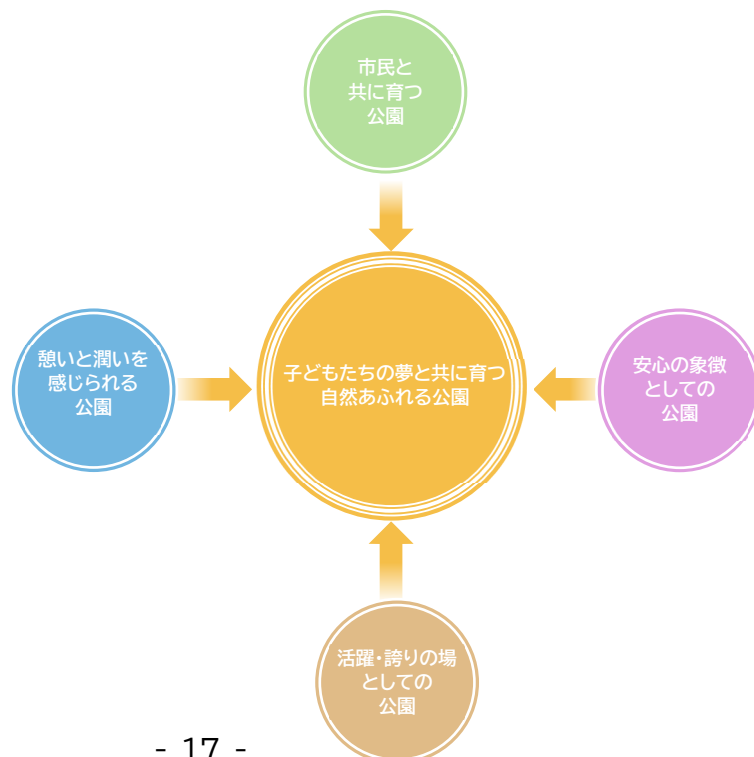 市民と
共に育つ
公園
憩いと潤いを
感じられる
公園
子どもたちの夢と共に育つ
自然あふれる公園
安心の象徴
としての
公園
活躍・誇りの場
としての
公園
- 17 -